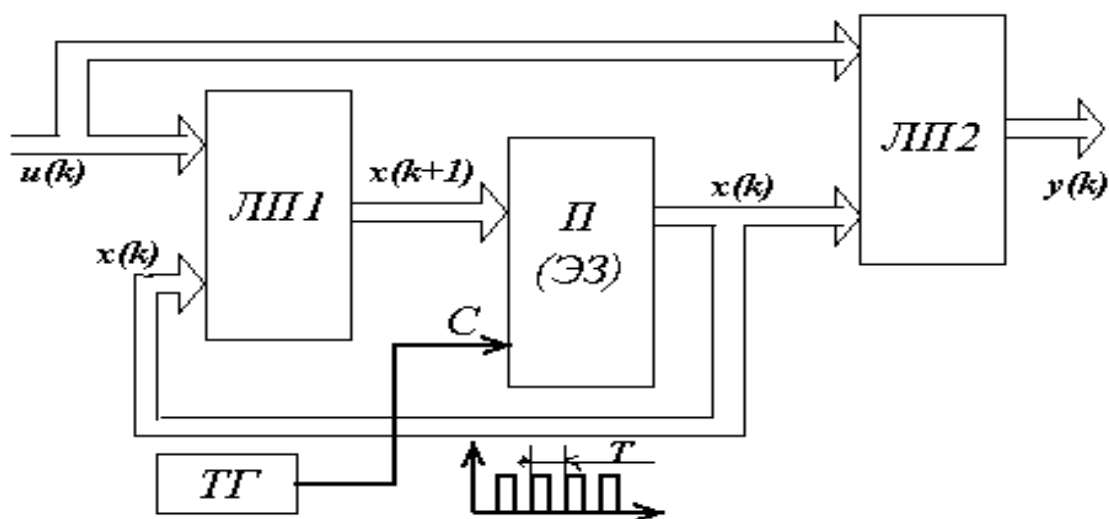 u(k)
x(k)
ЛП1
x(k+1)
П
(ЭЗ)
C
x(k)
ЛП2
y(k)
ТГ
T